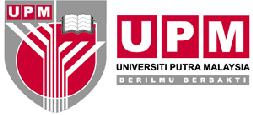 UPM
UPM
UNIVERSITI PUTRA MALAYSIA
BERILMU BERBAKTI